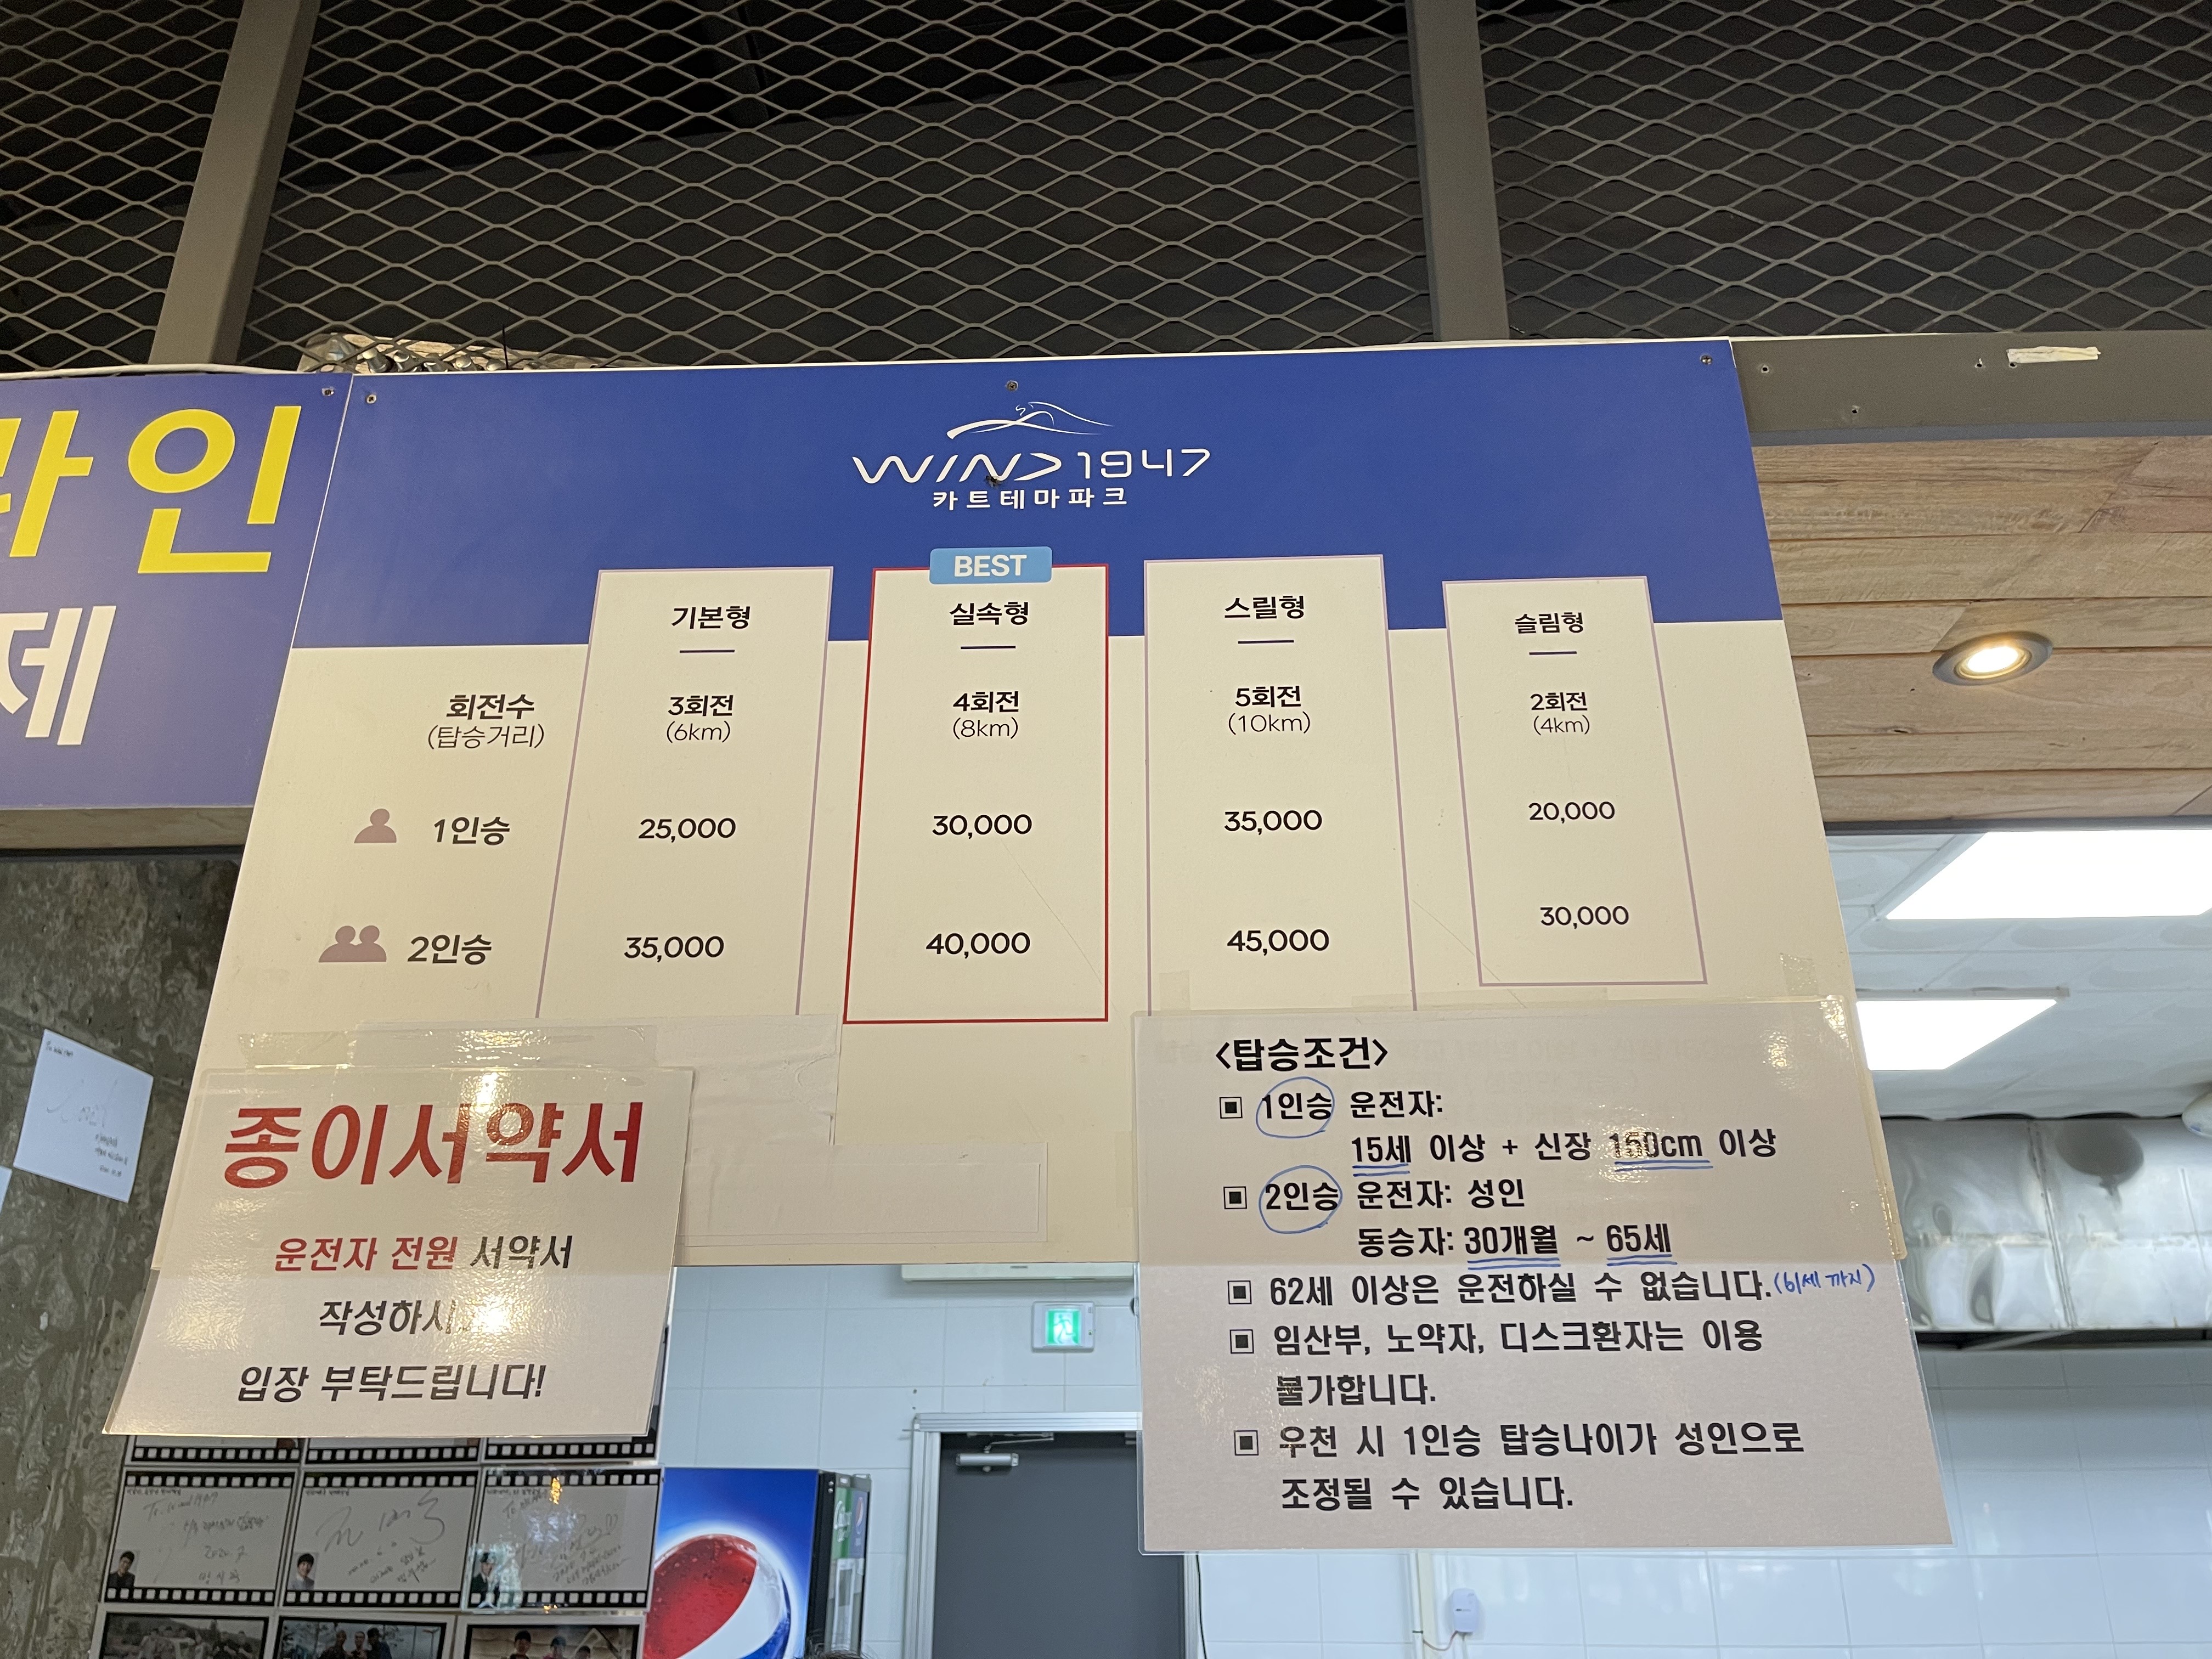 라인
제
WIND 1947
카트테마파크
BEST
기본형 실속형 스릴형 슬림형
회전수 3회전 4회전 5회전 2회전
(탑승거리) (6km) (8km) (10km) (4km)
1인승 25,000 30,000 35,000 20,000
2인승 35,000 40,000 45,000 30,000
종이서약서
운전자 전원 서약서
작성하시
입장 부탁드립니다!
<탑승조건>
▣ 1인승 운전자:
15세 이상 + 신장 150cm 이상
▣ 2인승 운전자: 성인
동승자: 30개월 ~ 65세
▣ 62세 이상은 운전하실 수 없습니다. (61세 까지)
▣ 임산부, 노약자, 디스크환자는 이용
불가합니다.
▣ 우천 시 1인승 탑승나이가 성인으로
조정될 수 있습니다.